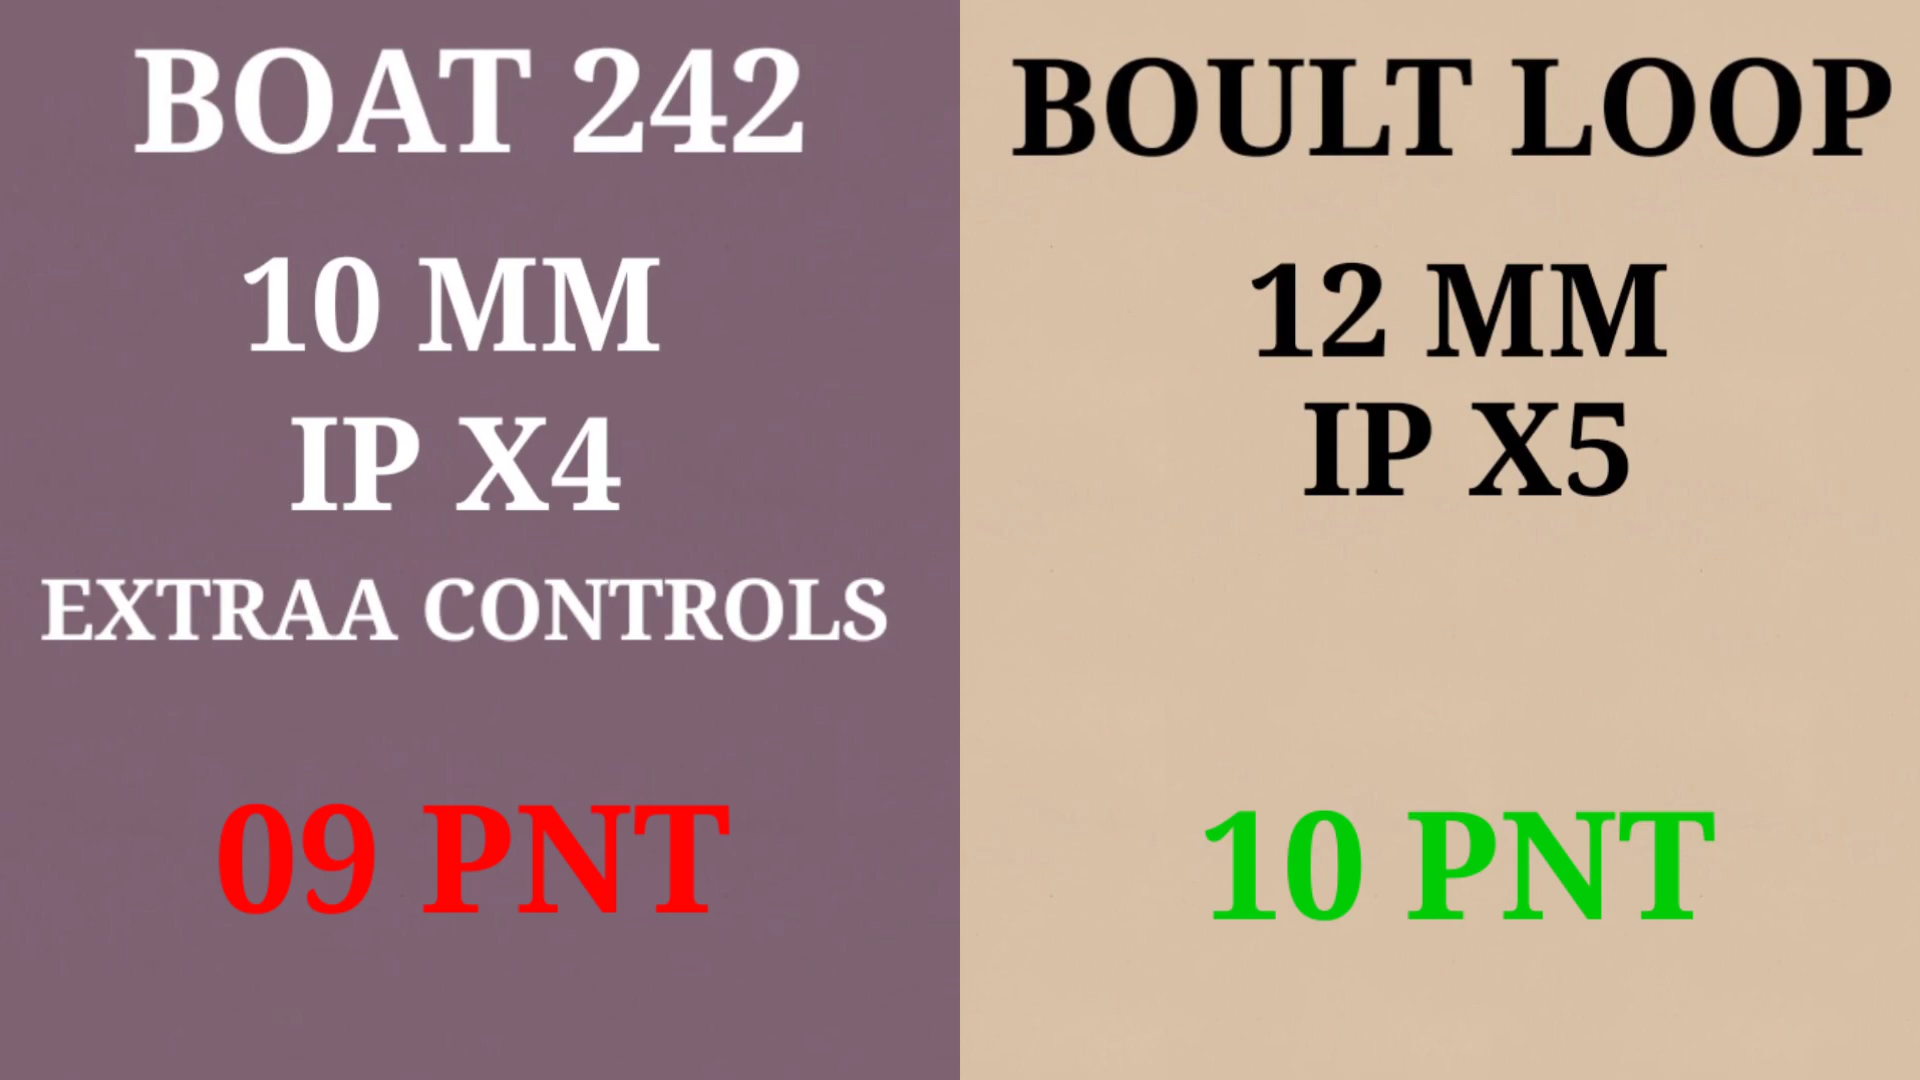 BOAT 242
10 MM
IP X4
EXTRAA CONTROLS
09 PNT
BOULT LOOP
12 MM
IP X5
10 PNT